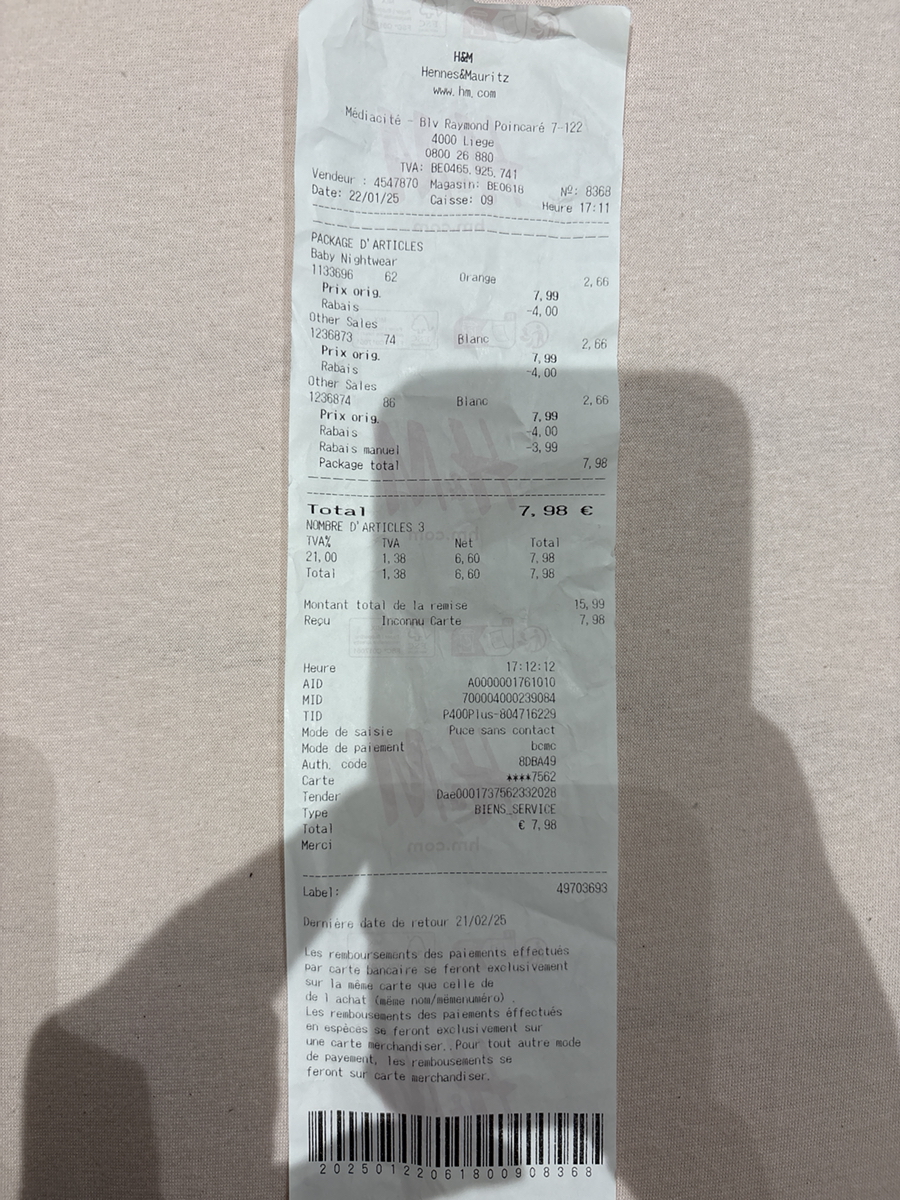 H&M
Hennes&Mauritz
www.hm.com
Médiacité - Blv Raymond Poincaré 7-122
4000 Liege
0800 26 880
TVA: BE0465.925.741
Vendeur : 4547870 Magasin: BE0618 Nº: 8368
Date: 22/01/25 Caisse: 09 Heure 17:11
PACKAGE D'ARTICLES
Baby Nightwear
1133696 62 Orange 2,66
Prix orig. 7,99
Rabais -4,00
Other Sales
1236873 74 Blanc 2,66
Prix orig. 7,99
Rabais -4,00
Other Sales
1236874 86 Blanc 2,66
Prix orig. 7,99
Rabais -4,00
Rabais manuel -3,99
Package total 7,98
Total 7,98 €
NOMBRE D'ARTICLES 3
TVA% TVA Net Total
21,00 1,38 6,60 7,98
Total 1,38 6,60 7,98
Montant total de la remise 15,99
Reçu Inconnu Carte 7,98
Heure 17:12:12
AID A0000001761010
MID 700004000239084
TID P400Plus-804716229
Mode de saisie Puce sans contact
Mode de paiement bcmc
Auth. code 8DBA49
Carte ****7562
Tender Dae0001737562332028
Type BIENS_SERVICE
Total € 7,98
Merci
Label: 49703693
Dernière date de retour 21/02/25
Les remboursements des paiements effectués
par carte bancaire se feront exclusivement
sur la même carte que celle de
de l achat (même nom/mêmenuméro) .
Les rembousements des paiements éffectués
en espèces se feront exclusivement sur
une carte merchandiser..Pour tout autre mode
de payement, les rembousements se
feront sur carte merchandiser.
2025012206180090 8368